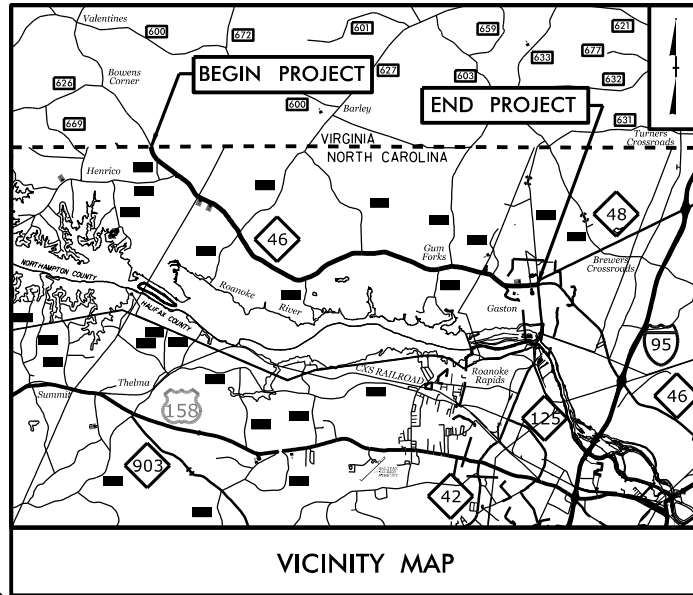 Valentines
600
672
601
659
621
633
677
Bowens
Corner
BEGIN PROJECT
627
603
632
626
END PROJECT
600
Barley
631
669
VIRGINIA
NORTH CAROLINA
Turners
Crossroads
Henrico
46
48
Gum
Forks
Brewers
Crossroads
NORTHAMPTON COUNTY
HALIFAX COUNTY
Roanoke
River
Gaston
95
CXS RAILROAD
Roanoke
Rapids
Thelma
Summit
158
46
125
903
42
VICINITY MAP